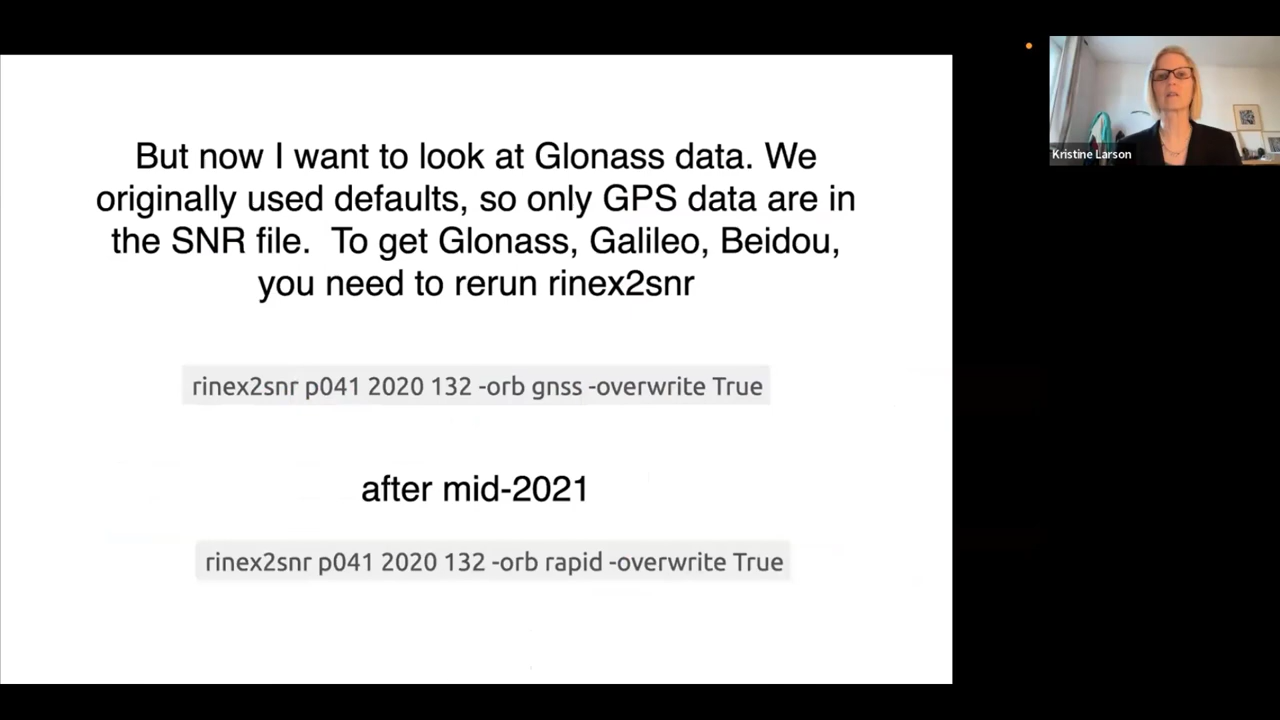 But now I want to look at Glonass data. We
originally used defaults, so only GPS data are in
the SNR file. To get Glonass, Galileo, Beidou,
you need to rerun rinex2snr
rinex2snr p041 2020 132 -orb gnss -overwrite True
after mid-2021
rinex2snr p041 2020 132 -orb rapid -overwrite True
Kristine Larson